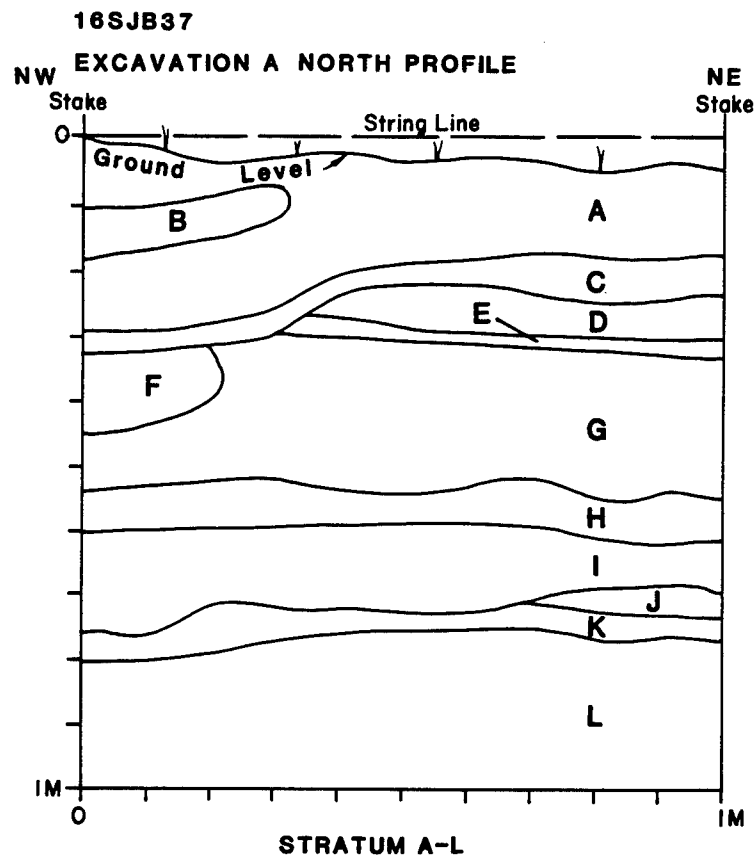 16SJB37
EXCAVATION A NORTH PROFILE
NW
NE
Stake
Stake
0
String Line
Ground
Level
B
A
C
E
D
F
G
H
I
J
K
L
1M
0
1M
STRATUM A-L